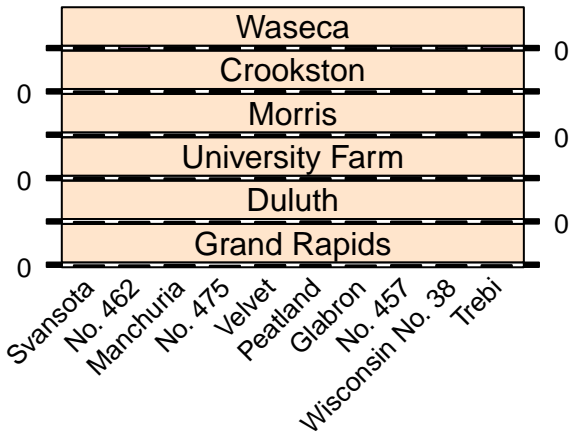 Waseca
0
Crookston
0
Morris
0
University Farm
0
Duluth
0
Grand Rapids
0
Svansota
No. 462
Manchuria
No. 475
Velvet
Peatland
Glabron
No. 457
Wisconsin No. 38
Trebi